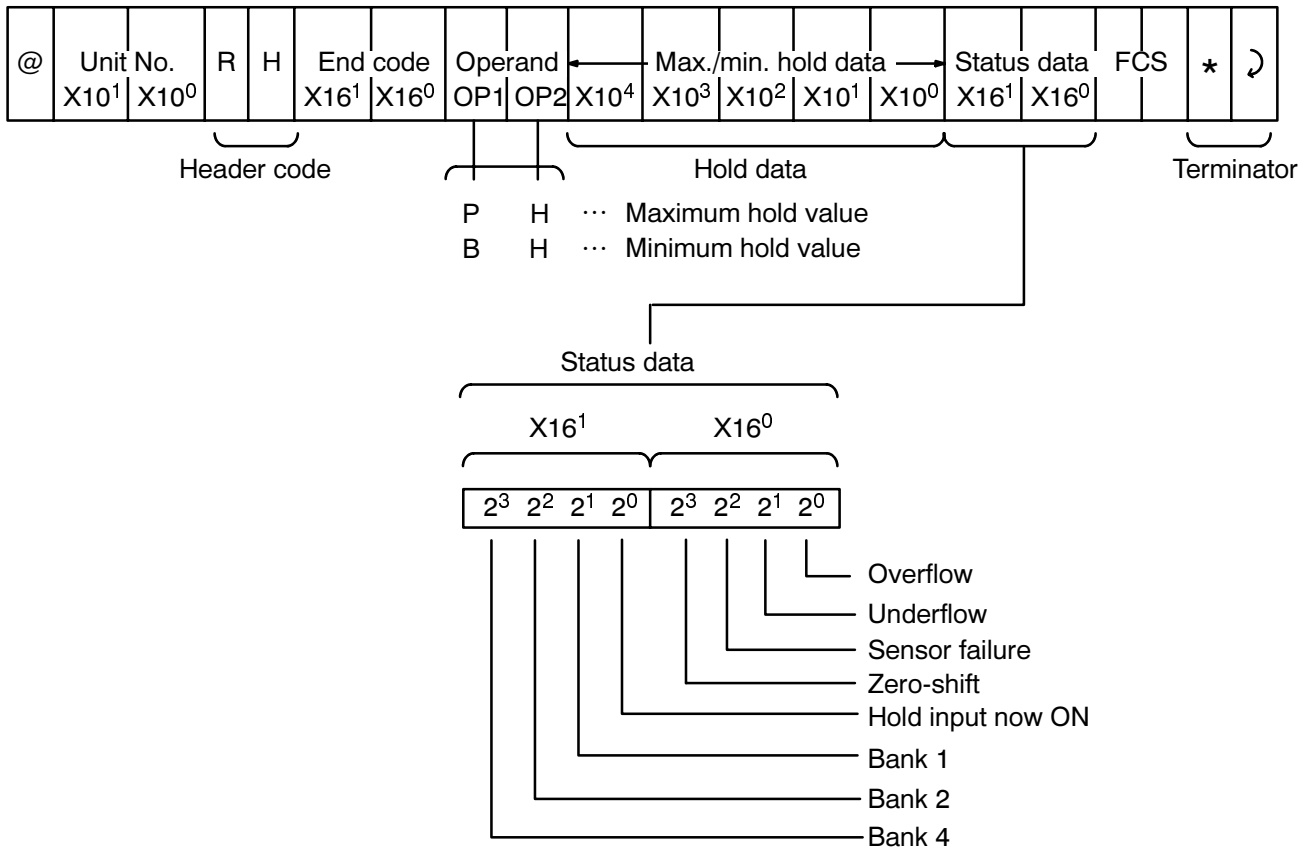 @ Unit No. R H End code Operand Max./min. hold data Status data FCS * ⤸
X10¹ X10⁰ X16¹ X16⁰ OP1 OP2 X10⁴ X10³ X10² X10¹ X10⁰ X16¹ X16⁰
Header code Hold data Terminator
P H ··· Maximum hold value
B H ··· Minimum hold value
Status data
X16¹ X16⁰
2³ 2² 2¹ 2⁰ 2³ 2² 2¹ 2⁰
Overflow
Underflow
Sensor failure
Zero-shift
Hold input now ON
Bank 1
Bank 2
Bank 4